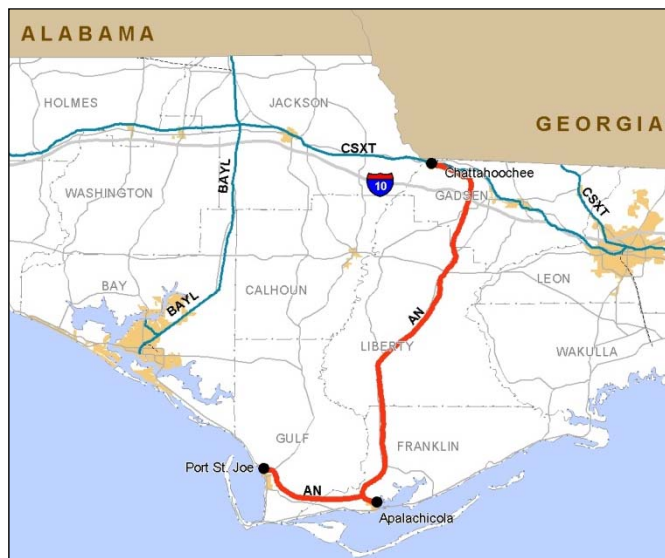 ALABAMA
HOLMES
JACKSON
GEORGIA
CSXT
BAYL
Chattahoochee
10
WASHINGTON
GADSEN
CSXT
BAY
CALHOUN
LEON
BAYL
AN
LIBERTY
WAKULLA
GULF
FRANKLIN
Port St. Joe
AN
Apalachicola